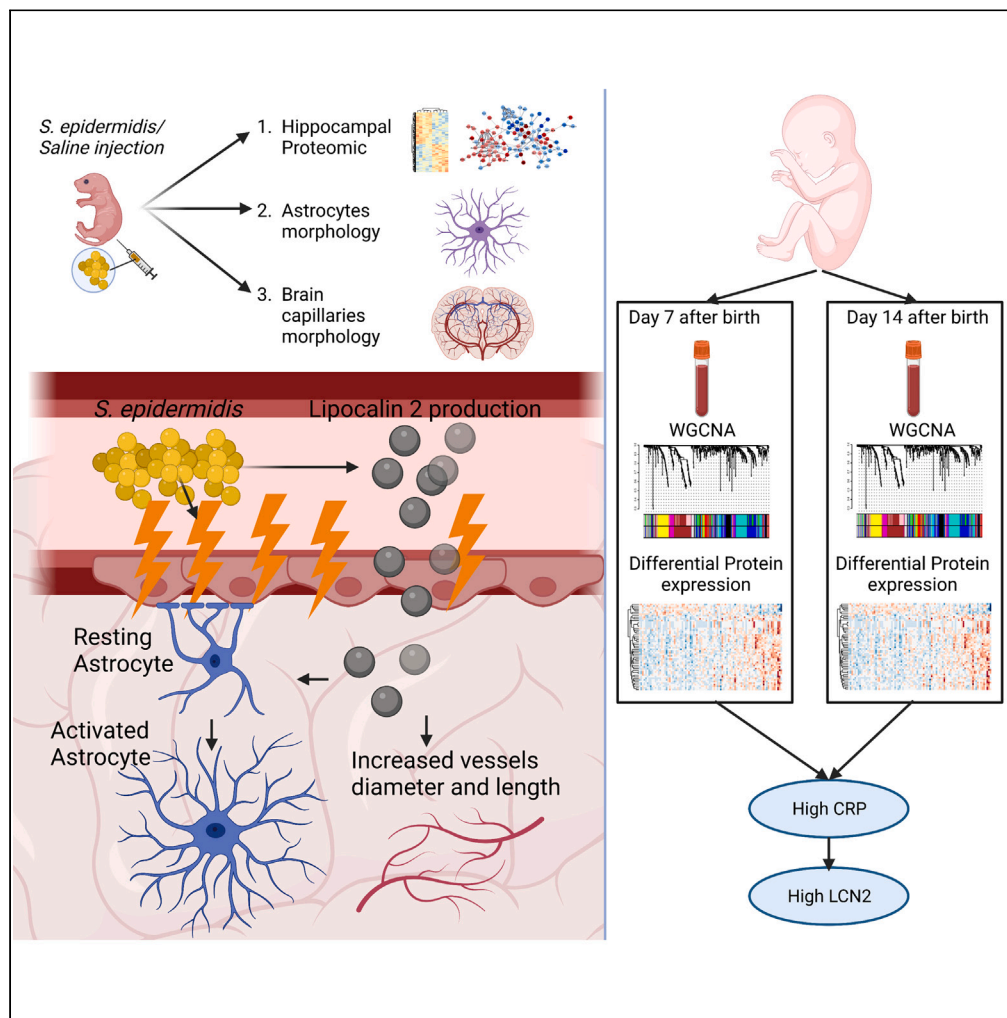 S. epidermidis/
Saline injection
1. Hippocampal
Proteomic
2. Astrocytes
morphology
3. Brain
capillaries
morphology
S. epidermidis
Lipocalin 2 production
Resting
Astrocyte
Activated
Astrocyte
Increased vessels
diameter and length
Day 7 after birth
WGCNA
Differential Protein
expression
Day 14 after birth
WGCNA
Differential Protein
expression
High CRP
High LCN2